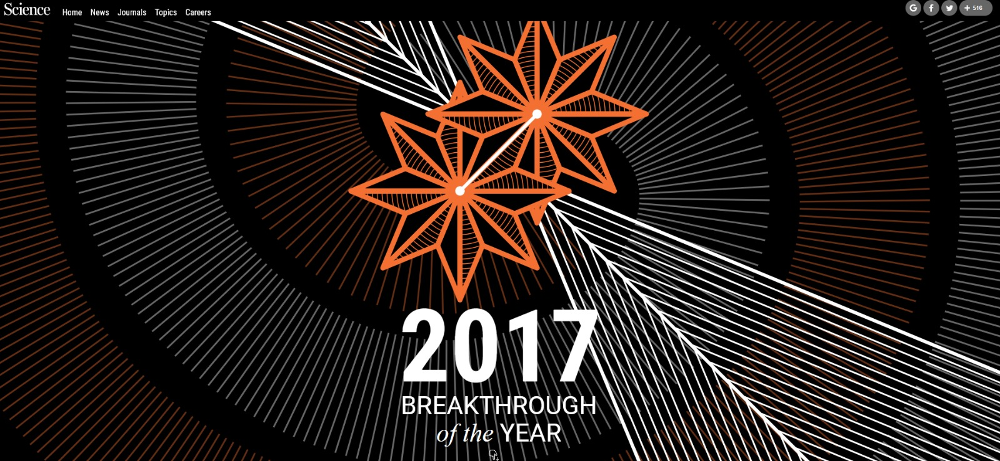 Science Home News Journals Topics Careers G f + 516
2017
BREAKTHROUGH
of the YEAR